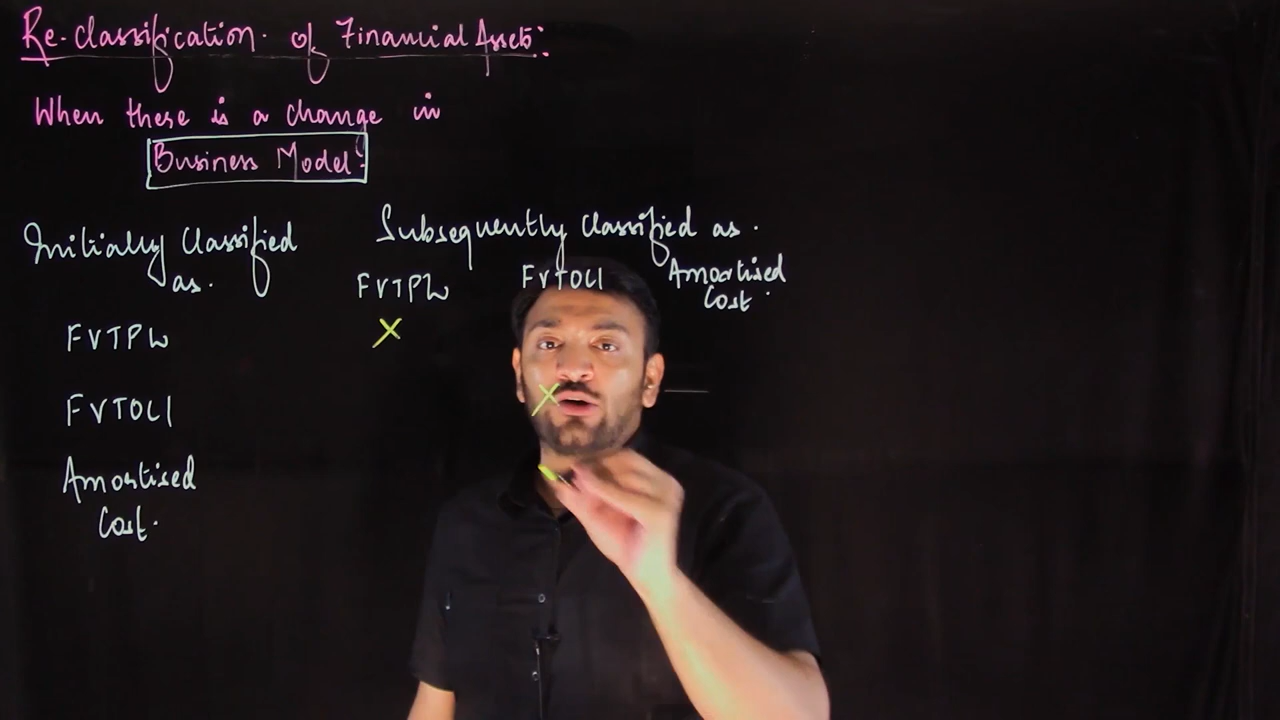 Re-classification of Financial Assets:
When there is a change in
Business Model:
Initially Classified
as.
Subsequently Classified as.
FVTPL
FVTOCI
Amortised
Cost.
FVTPL
X
FVTOCI
X
Amortised
Cost.